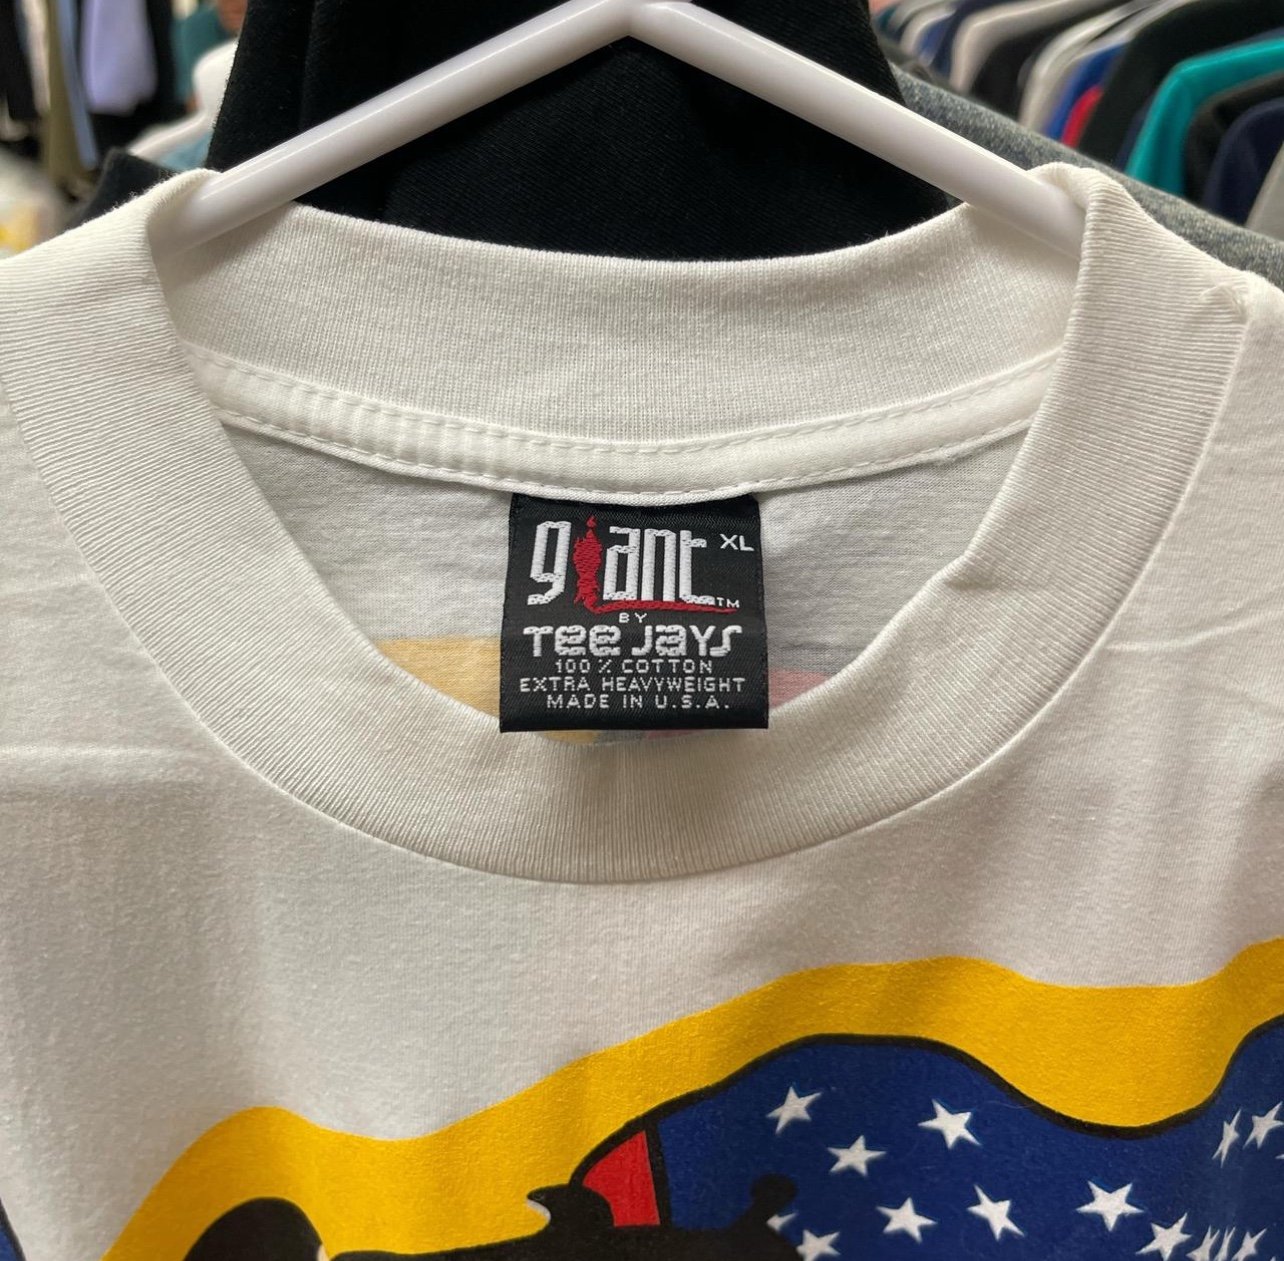 giant XL
TM
BY
Tee Jays
100 % COTTON
EXTRA HEAVYWEIGHT
MADE IN U.S.A.